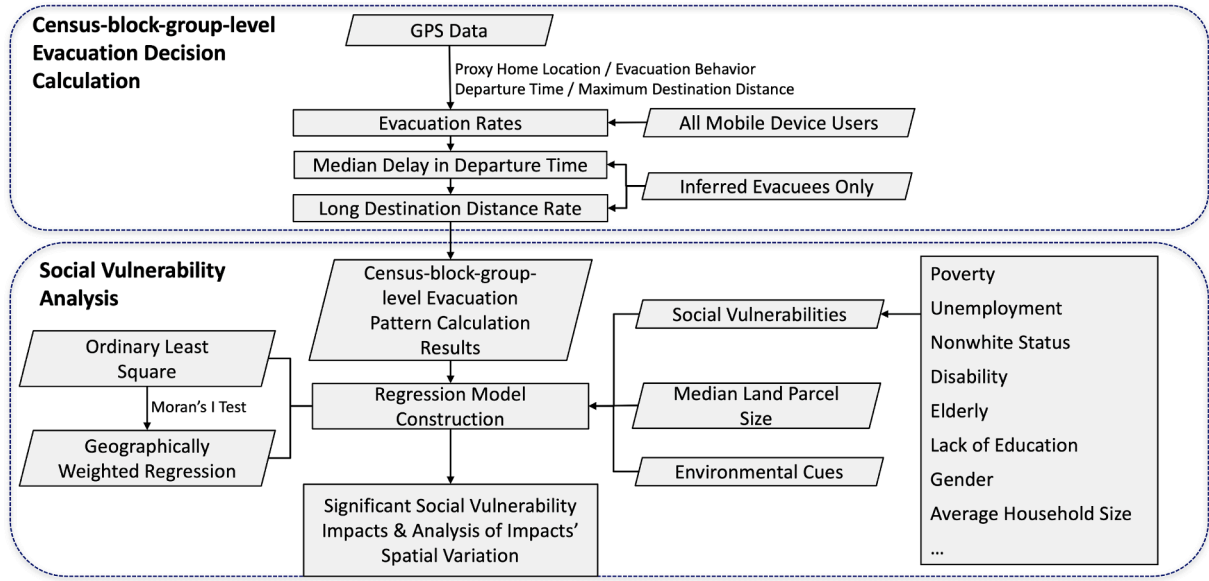 Census-block-group-level
Evacuation Decision
Calculation
GPS Data
Proxy Home Location / Evacuation Behavior
Departure Time / Maximum Destination Distance
Evacuation Rates
All Mobile Device Users
Median Delay in Departure Time
Inferred Evacuees Only
Long Destination Distance Rate
Social Vulnerability
Analysis
Census-block-group-
level Evacuation
Pattern Calculation
Results
Ordinary Least
Square
Moran's I Test
Geographically
Weighted Regression
Regression Model
Construction
Social Vulnerabilities
Median Land Parcel
Size
Environmental Cues
Poverty
Unemployment
Nonwhite Status
Disability
Elderly
Lack of Education
Gender
Average Household Size
...
Significant Social Vulnerability
Impacts & Analysis of Impacts'
Spatial Variation